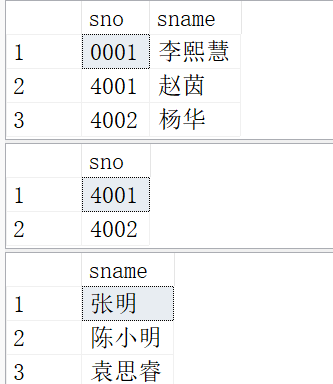 sno sname
1 0001 李熙慧
2 4001 赵茵
3 4002 杨华
sno
1 4001
2 4002
sname
1 张明
2 陈小明
3 袁思睿